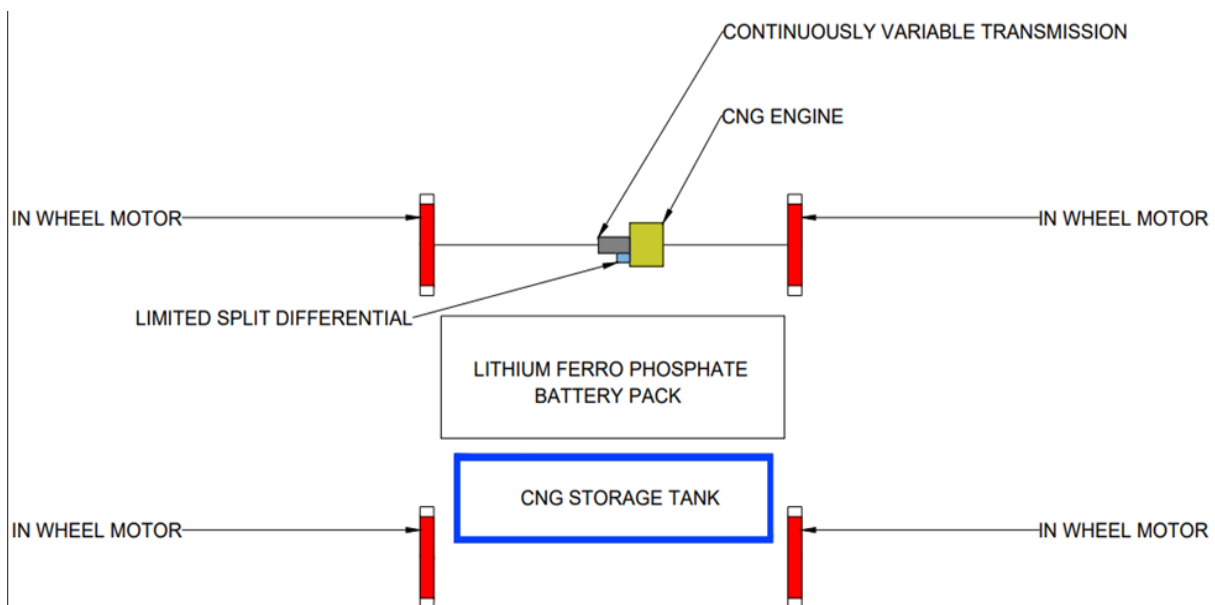 CONTINUOUSLY VARIABLE TRANSMISSION
CNG ENGINE
IN WHEEL MOTOR
IN WHEEL MOTOR
LIMITED SPLIT DIFFERENTIAL
LITHIUM FERRO PHOSPHATE
BATTERY PACK
CNG STORAGE TANK
IN WHEEL MOTOR
IN WHEEL MOTOR